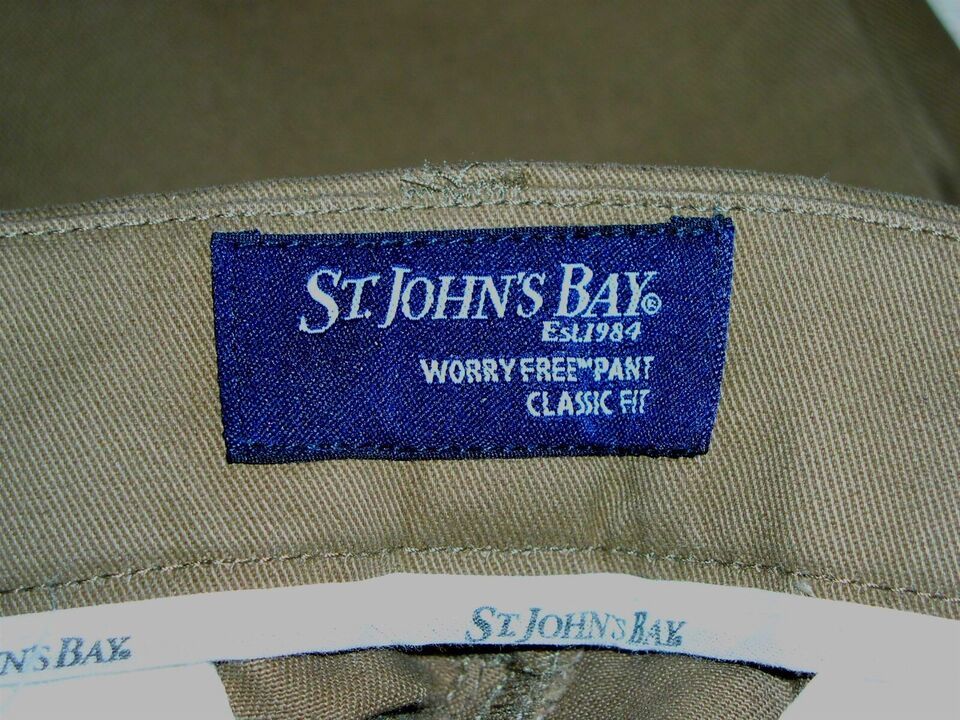 ST. JOHN'S BAY®
EST.1984
WORRY FREE™ PANT
CLASSIC FIT
ST. JOHN'S BAY®
N'S BAY®